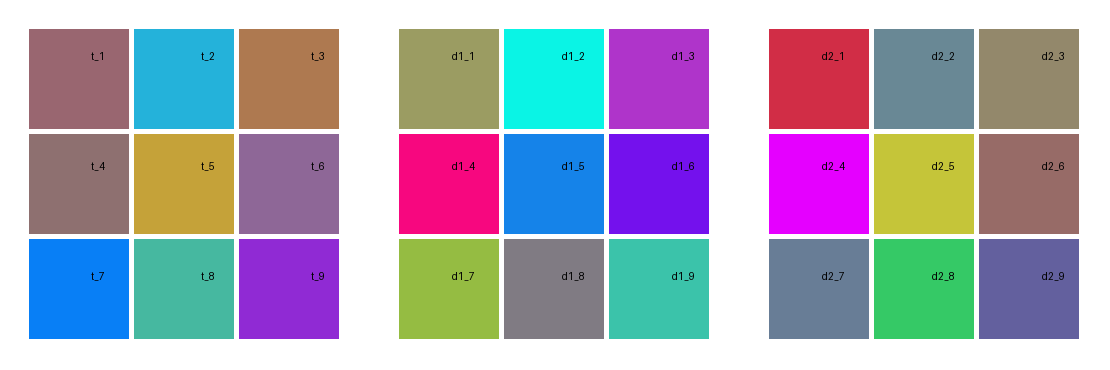 t_1 t_2 t_3 d1_1 d1_2 d1_3 d2_1 d2_2 d2_3
t_4 t_5 t_6 d1_4 d1_5 d1_6 d2_4 d2_5 d2_6
t_7 t_8 t_9 d1_7 d1_8 d1_9 d2_7 d2_8 d2_9